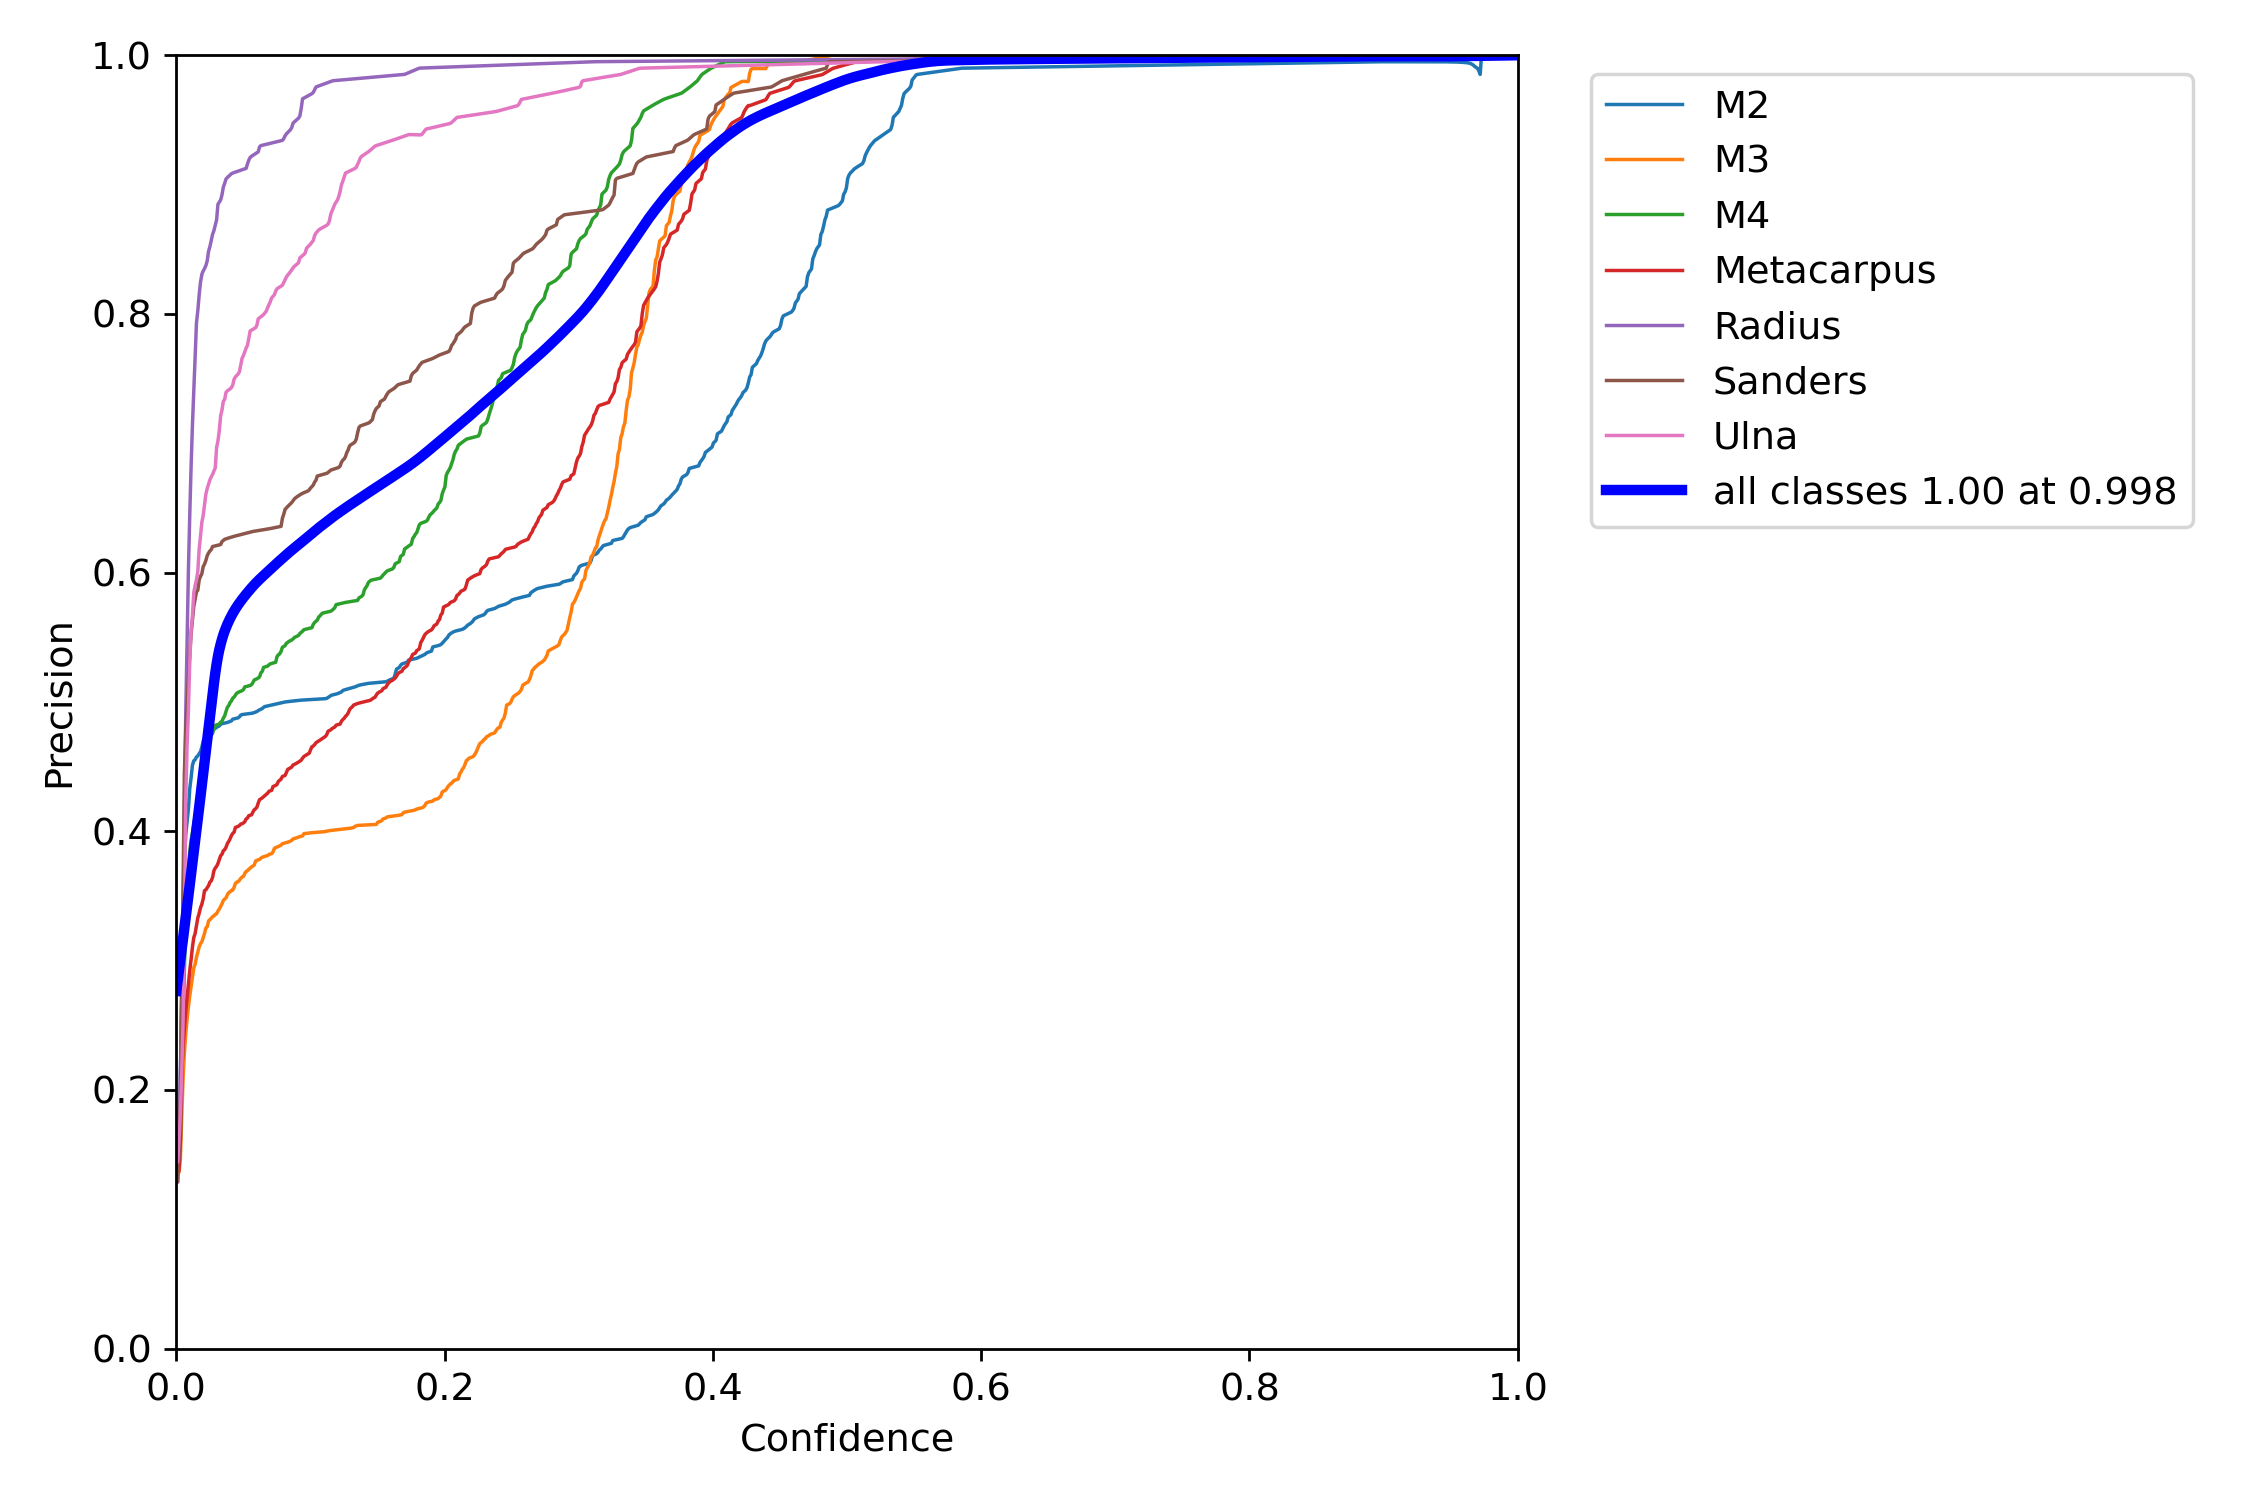 1.0
0.8
0.6
0.4
0.2
0.0
Precision
0.0 0.2 0.4 0.6 0.8 1.0
Confidence
M2
M3
M4
Metacarpus
Radius
Sanders
Ulna
all classes 1.00 at 0.998